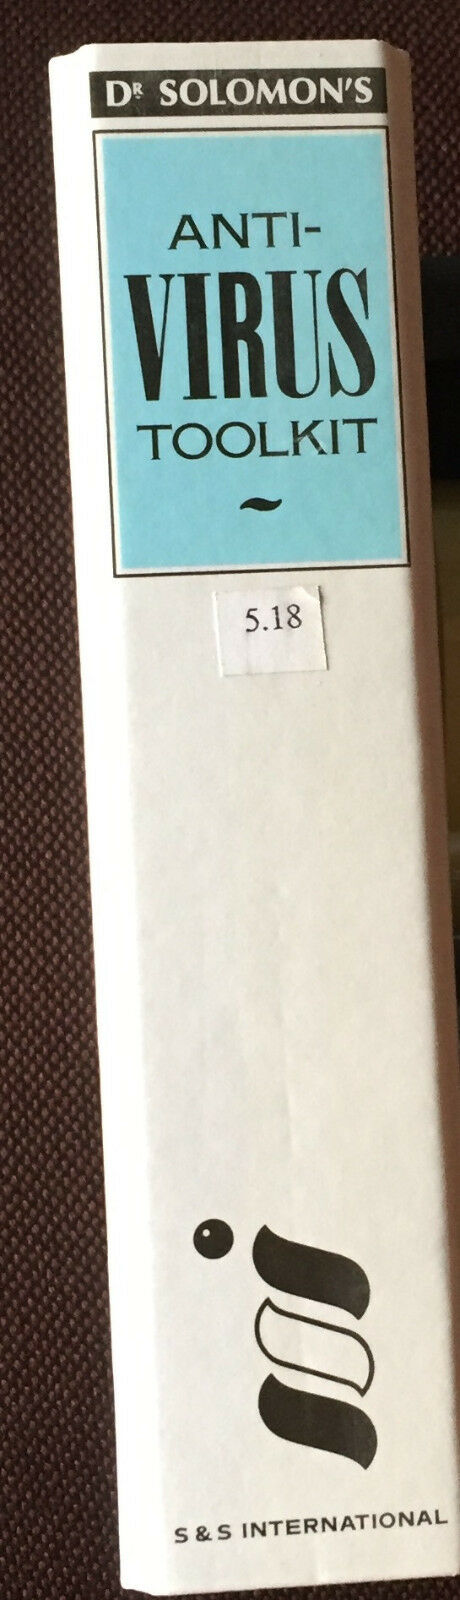 DR SOLOMON'S
ANTI-
VIRUS
TOOLKIT
5.18
S & S INTERNATIONAL